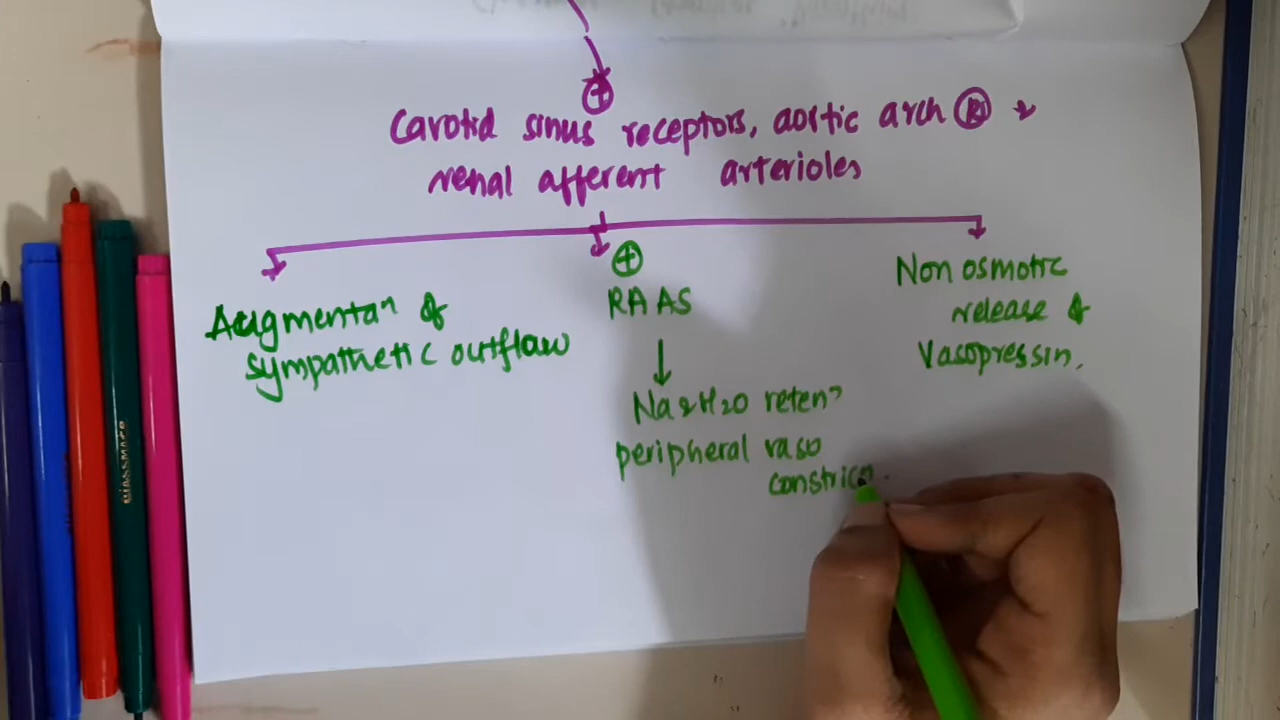 +
Carotid sinus receptors, aortic arch R &
renal afferent arterioles
Augmentaⁿ of
sympathetic outflow
+
RAAS
Na & H2O retenⁿ
peripheral vaso
constric
Non osmotic
release of
Vasopressin.
CLASSMATE